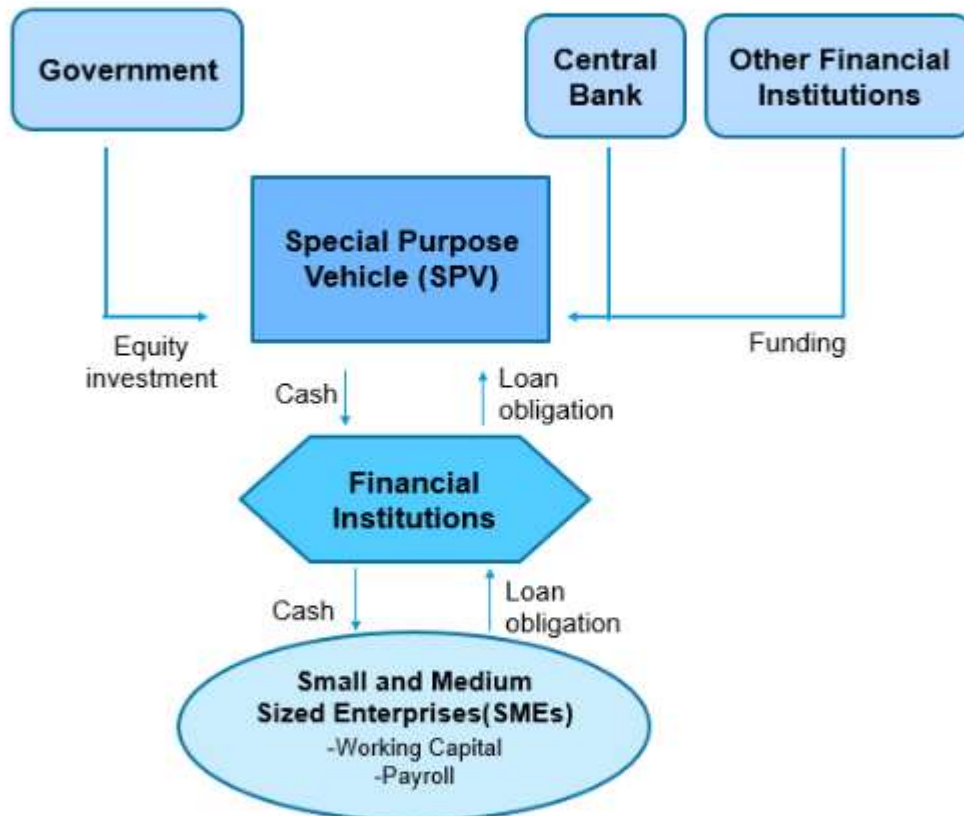 Government
Central
Bank
Other Financial
Institutions
Special Purpose
Vehicle (SPV)
Equity
investment
Funding
Cash
Loan
obligation
Financial
Institutions
Cash
Loan
obligation
Small and Medium
Sized Enterprises(SMEs)
-Working Capital
-Payroll